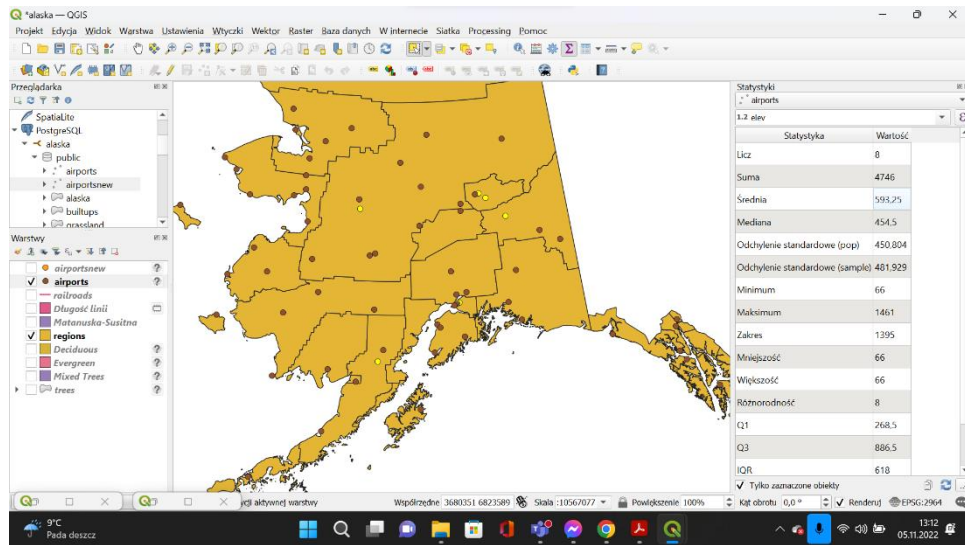 *alaska — QGIS
Projekt Edycja Widok Warstwa Ustawienia Wtyczki Wektor Raster Baza danych W internecie Siatka Processing Pomoc
Przeglądarka
SpatiaLite
PostgreSQL
alaska
public
airports
airportsnew
alaska
builtups
grassland
Warstwy
airportsnew
airports
railroads
Długość linii
Matanuska-Susitna
regions
Deciduous
Evergreen
Mixed Trees
trees
Statystyki
airports
1.2 elev
Statystyka Wartość
Licz 8
Suma 4746
Średnia 593,25
Mediana 454,5
Odchylenie standardowe (pop) 450,804
Odchylenie standardowe (sample) 481,929
Minimum 66
Maksimum 1461
Zakres 1395
Mniejszość 66
Większość 66
Różnorodność 8
Q1 268,5
Q3 886,5
IQR 618
Tylko zaznaczone obiekty
aktywnej warstwy Współrzędne 3680351 6823589 Skala :10567077 Powiększenie 100% Kąt obrotu 0,0 ° Renderuj EPSG:2964
9°C
Pada deszcz
13:12
05.11.2022